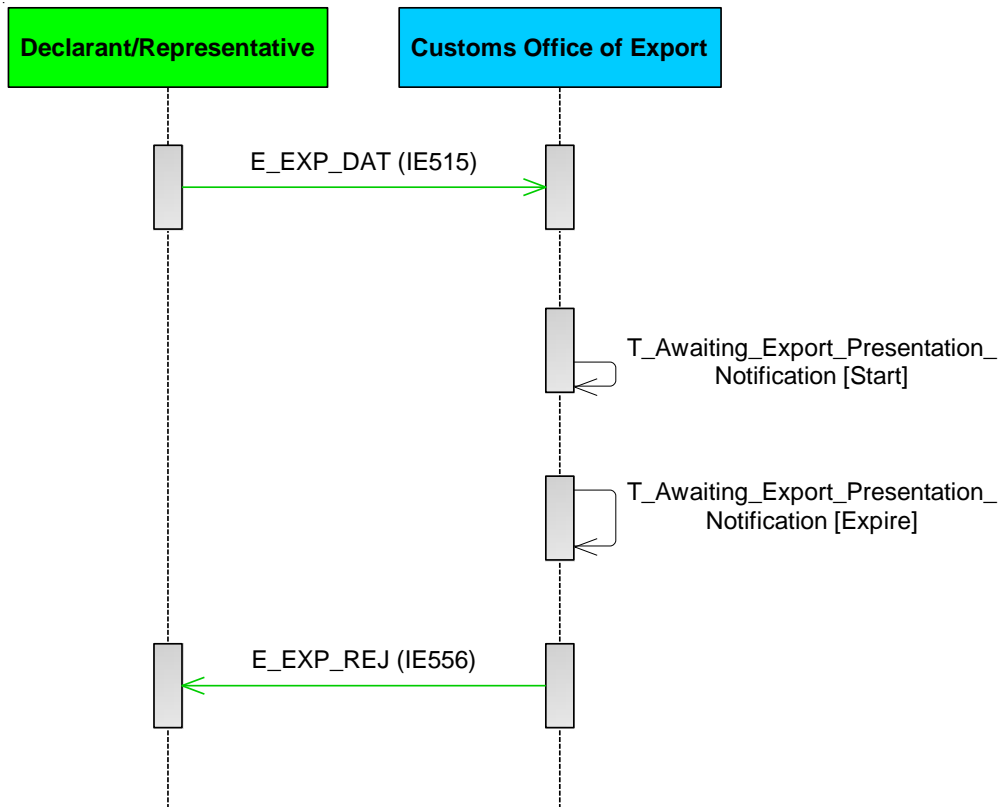 Declarant/Representative
Customs Office of Export
E_EXP_DAT (IE515)
T_Awaiting_Export_Presentation_
Notification [Start]
T_Awaiting_Export_Presentation_
Notification [Expire]
E_EXP_REJ (IE556)